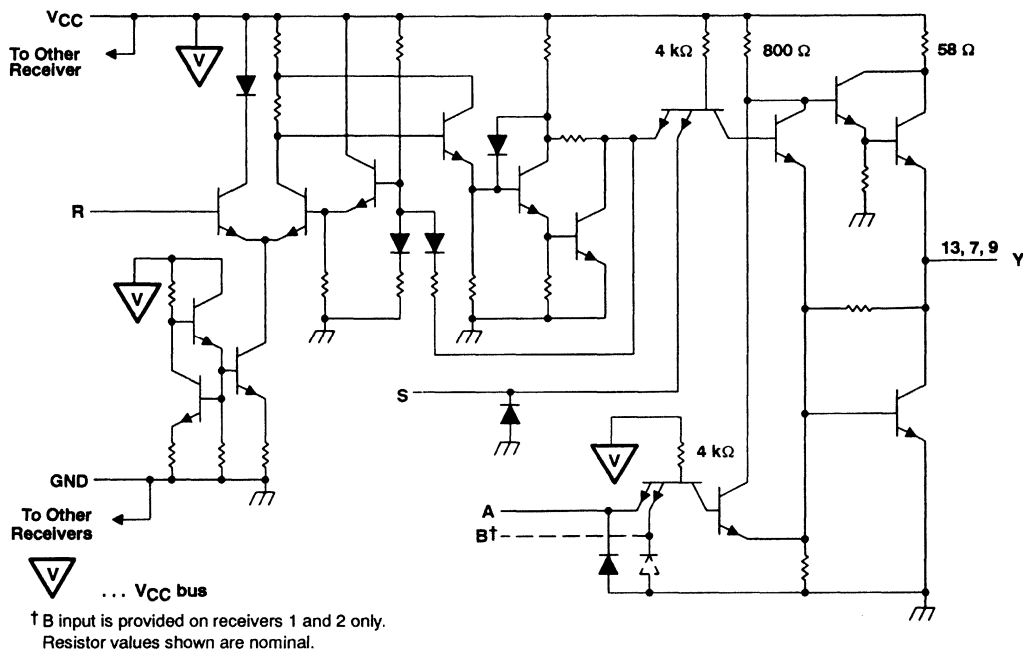 VCC
To Other
Receiver
V
4 kΩ
800 Ω
58 Ω
R
13, 7, 9
Y
V
S
V
4 kΩ
GND
A
B†
To Other
Receivers
V
... VCC bus
† B input is provided on receivers 1 and 2 only.
Resistor values shown are nominal.